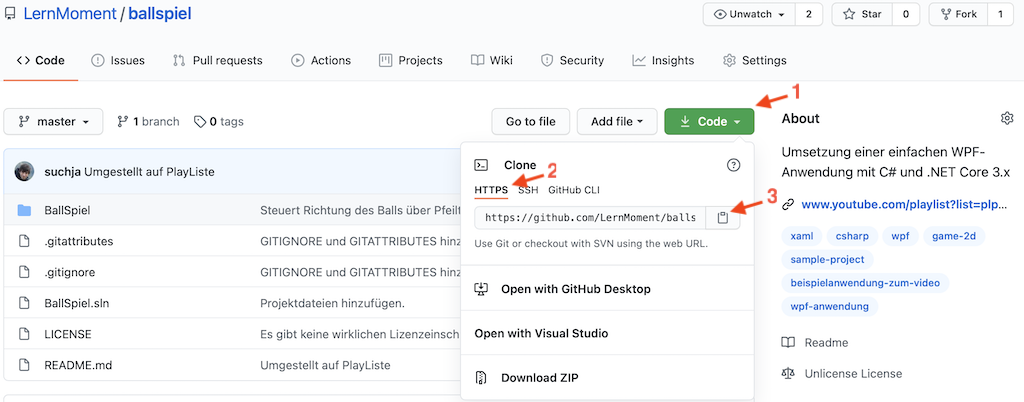 LernMoment / ballspiel
Unwatch 2 Star 0 Fork 1
Code Issues Pull requests Actions Projects Wiki Security Insights Settings
1
master 1 branch 0 tags Go to file Add file Code About
suchja Umgestellt auf PlayListe
Clone
2
HTTPS SSH GitHub CLI
https://github.com/LernMoment/balls
3
Use Git or checkout with SVN using the web URL.
Open with GitHub Desktop
Open with Visual Studio
Download ZIP
BallSpiel Steuert Richtung des Balls über Pfeilt
.gitattributes GITIGNORE und GITATTRIBUTES hinz
.gitignore GITIGNORE und GITATTRIBUTES hinz
BallSpiel.sln Projektdateien hinzufügen.
LICENSE Es gibt keine wirklichen Lizenzeinsch
README.md Umgestellt auf PlayListe
Umsetzung einer einfachen WPF-
Anwendung mit C# und .NET Core 3.x
www.youtube.com/playlist?list=plp...
xaml csharp wpf game-2d
sample-project
beispielanwendung-zum-video
wpf-anwendung
Readme
Unlicense License